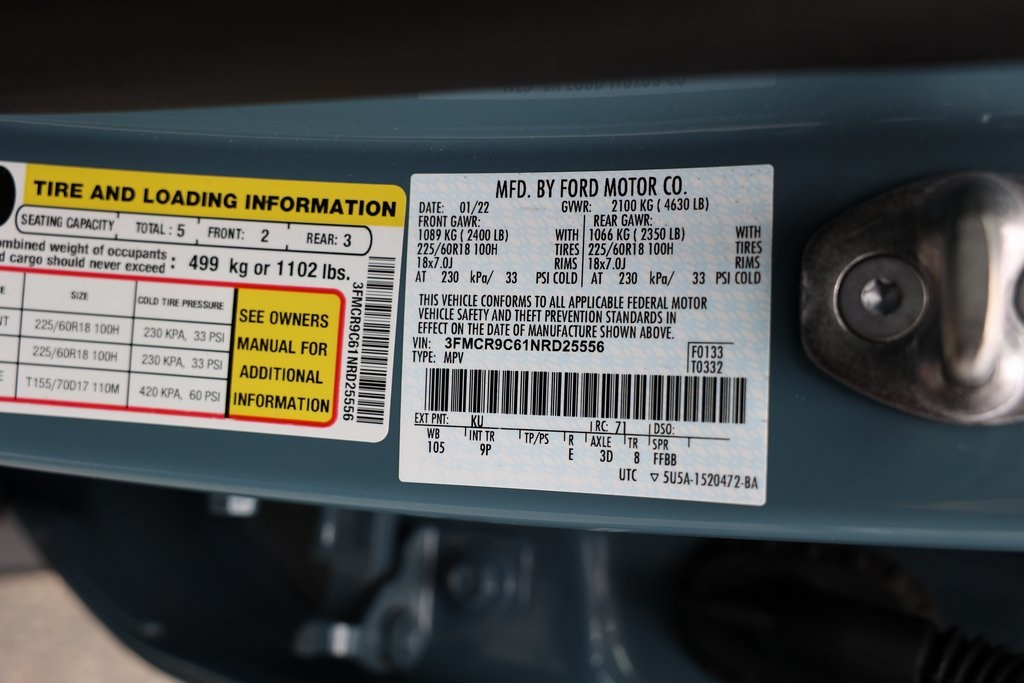 TIRE AND LOADING INFORMATION
SEATING CAPACITY TOTAL : 5 FRONT: 2 REAR: 3
ombined weight of occupants
d cargo should never exceed : 499 kg or 1102 lbs.
SIZE COLD TIRE PRESSURE
225/60R18 100H 230 KPA, 33 PSI
225/60R18 100H 230 KPA, 33 PSI
T155/70D17 110M 420 KPA, 60 PSI
SEE OWNERS
MANUAL FOR
ADDITIONAL
INFORMATION
3FMCR9C61NRD25556
MFD. BY FORD MOTOR CO.
DATE: 01/22 GVWR: 2100 KG ( 4630 LB)
FRONT GAWR: REAR GAWR:
1089 KG ( 2400 LB) WITH 1066 KG ( 2350 LB) WITH
225/60R18 100H TIRES 225/60R18 100H TIRES
18x7.0J RIMS 18x7.0J RIMS
AT 230 kPa/ 33 PSI COLD AT 230 kPa/ 33 PSI COLD
THIS VEHICLE CONFORMS TO ALL APPLICABLE FEDERAL MOTOR
VEHICLE SAFETY AND THEFT PREVENTION STANDARDS IN
EFFECT ON THE DATE OF MANUFACTURE SHOWN ABOVE.
VIN: 3FMCR9C61NRD25556
TYPE: MPV
F0133
T0332
EXT PNT: KU RC: 71 DSO:
WB INT TR TP/PS R AXLE TR SPR
105 9P E 3D 8 FFBB
UTC ▽ 5U5A-1520472-BA